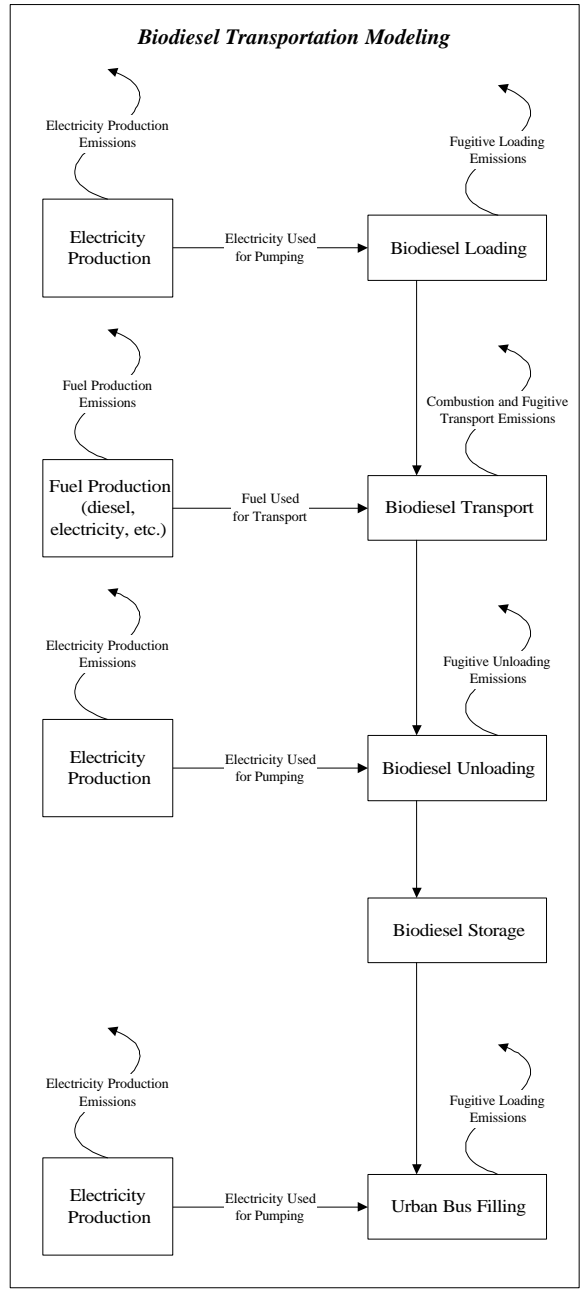 Biodiesel Transportation Modeling
Electricity Production
Emissions
Fugitive Loading
Emissions
Electricity
Production
Electricity Used
for Pumping
Biodiesel Loading
Fuel Production
Emissions
Combustion and Fugitive
Transport Emissions
Fuel Production
(diesel,
electricity, etc.)
Fuel Used
for Transport
Biodiesel Transport
Electricity Production
Emissions
Fugitive Unloading
Emissions
Electricity
Production
Electricity Used
for Pumping
Biodiesel Unloading
Biodiesel Storage
Electricity Production
Emissions
Fugitive Loading
Emissions
Electricity
Production
Electricity Used
for Pumping
Urban Bus Filling